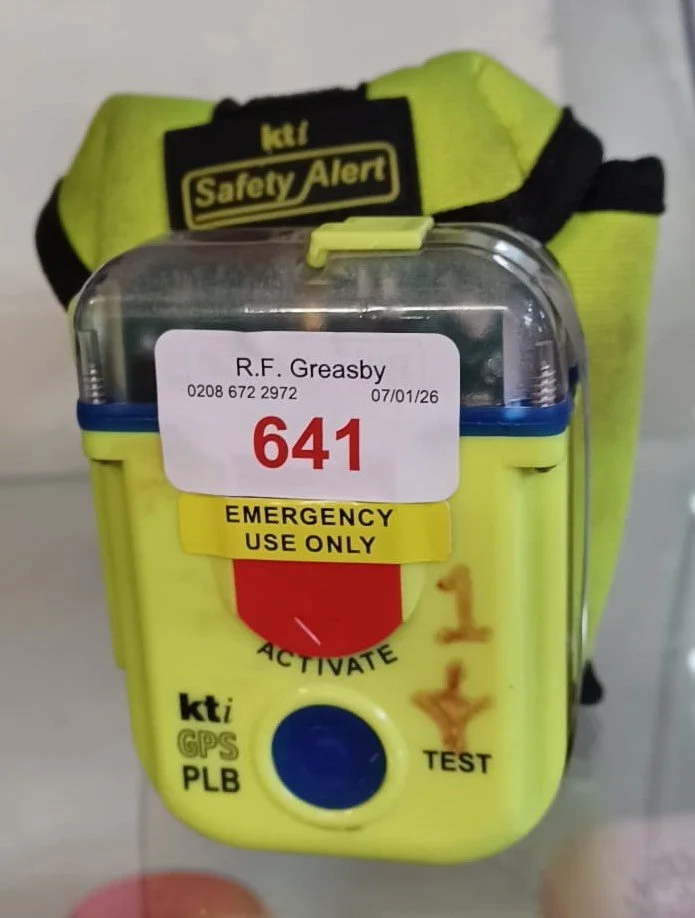 kti
Safety Alert
R.F. Greasby
0208 672 2972 07/01/26
641
EMERGENCY
USE ONLY
ACTIVATE
1
kti
GPS
PLB
TEST